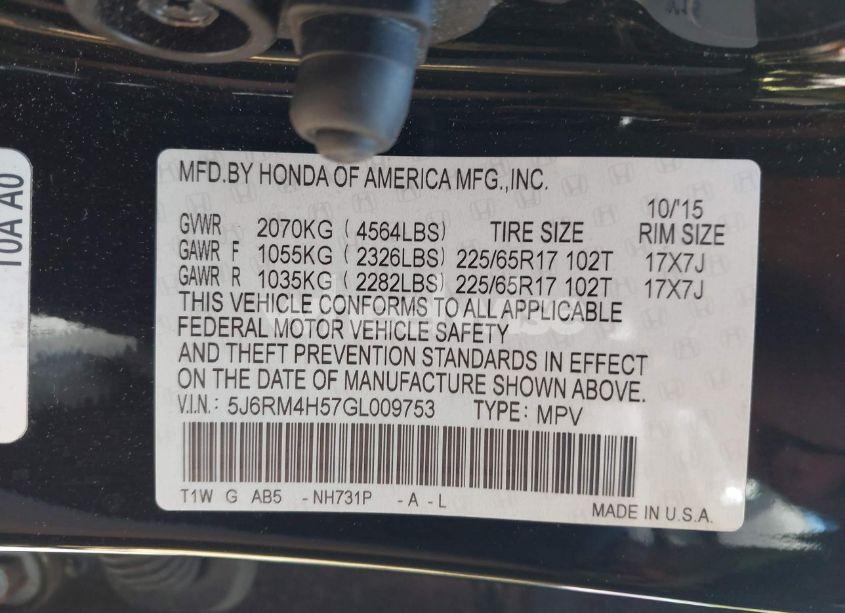 MFD.BY HONDA OF AMERICA MFG.,INC.
10/'15
GVWR 2070KG ( 4564LBS) TIRE SIZE RIM SIZE
GAWR F 1055KG ( 2326LBS) 225/65R17 102T 17X7J
GAWR R 1035KG ( 2282LBS) 225/65R17 102T 17X7J
THIS VEHICLE CONFORMS TO ALL APPLICABLE
FEDERAL MOTOR VEHICLE SAFETY
AND THEFT PREVENTION STANDARDS IN EFFECT
ON THE DATE OF MANUFACTURE SHOWN ABOVE.
V.I.N.: 5J6RM4H57GL009753 TYPE: MPV
T1W G AB5 -NH731P -A-L
MADE IN U.S.A.
10A A0